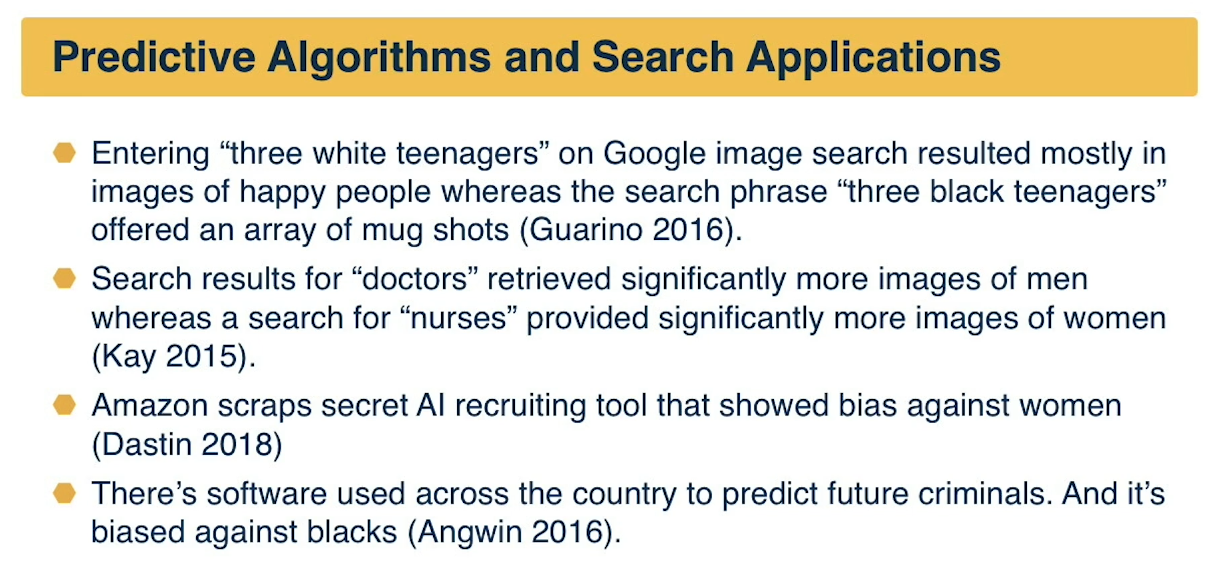 Predictive Algorithms and Search Applications
Entering “three white teenagers” on Google image search resulted mostly in
images of happy people whereas the search phrase “three black teenagers”
offered an array of mug shots (Guarino 2016).
Search results for “doctors” retrieved significantly more images of men
whereas a search for “nurses” provided significantly more images of women
(Kay 2015).
Amazon scraps secret AI recruiting tool that showed bias against women
(Dastin 2018)
There’s software used across the country to predict future criminals. And it’s
biased against blacks (Angwin 2016).